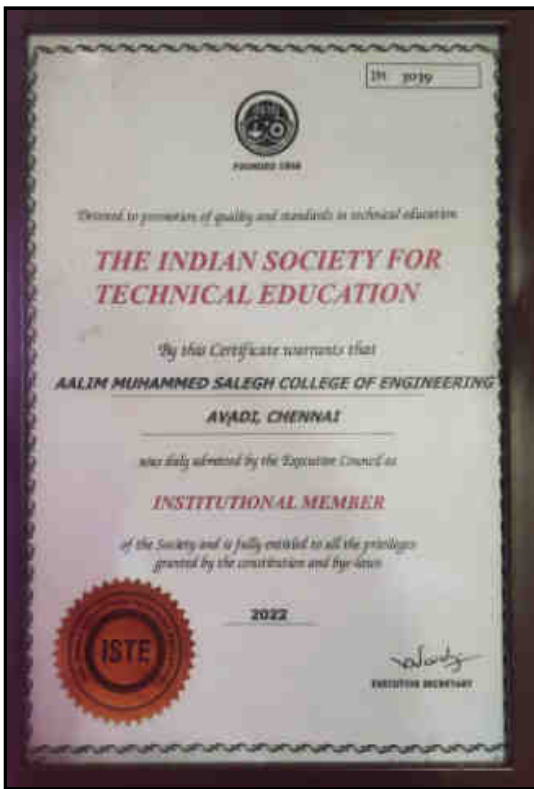 IM 3039
ISTE
FOUNDED 1968
Devoted to promotion of quality and standards in technical education
THE INDIAN SOCIETY FOR
TECHNICAL EDUCATION
By this Certificate warrants that
AALIM MUHAMMED SALEGH COLLEGE OF ENGINEERING
AVADI, CHENNAI
was duly admitted by the Executive Council as
INSTITUTIONAL MEMBER
of the Society and is fully entitled to all the privileges
granted by the constitution and bye-laws
2022
ISTE
EXECUTIVE SECRETARY